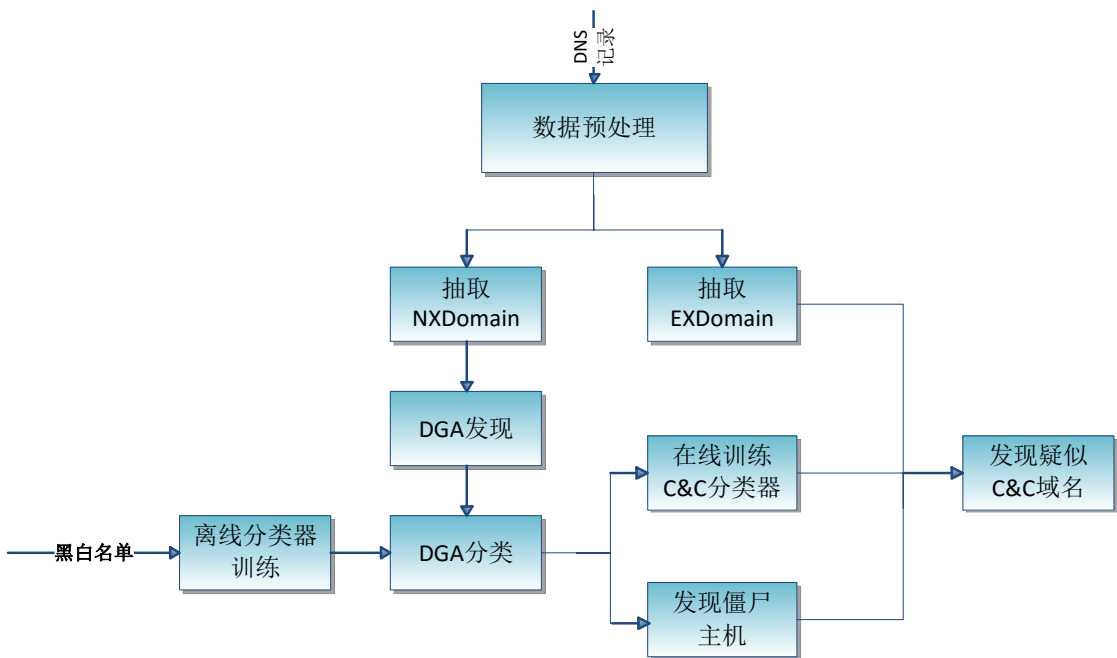 DNS
记录
数据预处理
抽取
NXDomain
抽取
EXDomain
DGA发现
在线训练
C&C分类器
发现疑似
C&C域名
黑白名单
离线分类器
训练
DGA分类
发现僵尸
主机